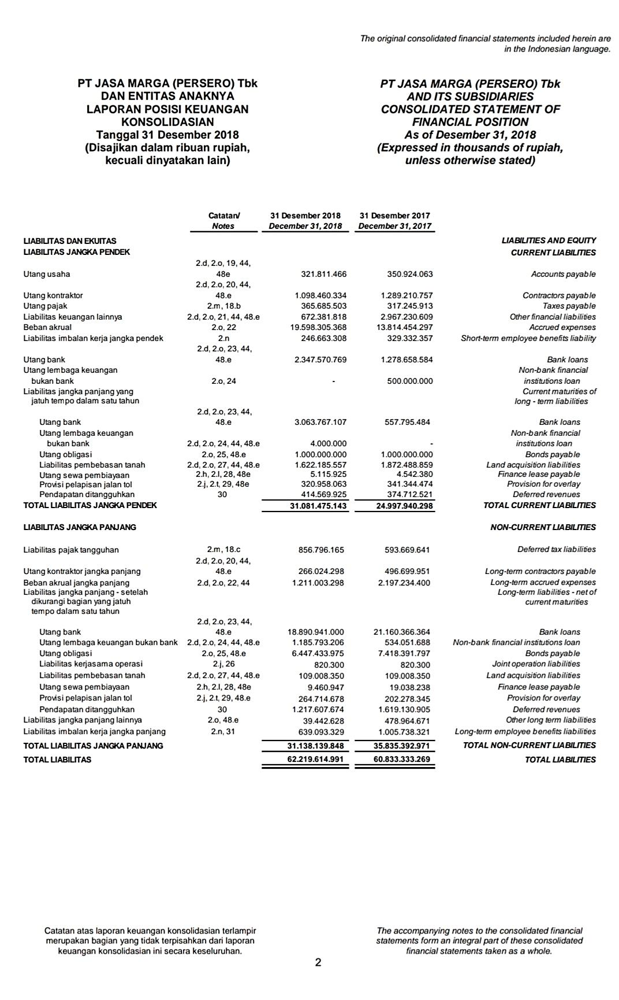 The original consolidated financial statements included herein are
in the Indonesian language.
PT JASA MARGA (PERSERO) Tbk
DAN ENTITAS ANAKNYA
LAPORAN POSISI KEUANGAN
KONSOLIDASIAN
Tanggal 31 Desember 2018
(Disajikan dalam ribuan rupiah,
kecuali dinyatakan lain)
PT JASA MARGA (PERSERO) Tbk
AND ITS SUBSIDIARIES
CONSOLIDATED STATEMENT OF
FINANCIAL POSITION
As of Desember 31, 2018
(Expressed in thousands of rupiah,
unless otherwise stated)
Catatan/ 31 Desember 2018 31 Desember 2017
Notes December 31, 2018 December 31, 2017
LIABILITAS DAN EKUITAS LIABILITIES AND EQUITY
LIABILITAS JANGKA PENDEK CURRENT LIABILITIES
2.d, 2.o, 19, 44,
Utang usaha 48e 321.811.466 350.924.063 Accounts payable
2.d, 2.o, 20, 44,
Utang kontraktor 48.e 1.098.460.334 1.289.210.757 Contractors payable
Utang pajak 2.m, 18.b 365.685.503 317.245.913 Taxes payable
Liabilitas keuangan lainnya 2.d, 2.o, 21, 44, 48.e 672.381.818 2.967.230.609 Other financial liabilities
Beban akrual 2.o, 22 19.598.305.368 13.814.454.297 Accrued expenses
Liabilitas imbalan kerja jangka pendek 2.n 246.663.308 329.332.357 Short-term employee benefits liability
2.d, 2.o, 23, 44,
Utang bank 48.e 2.347.570.769 1.278.658.584 Bank loans
Utang lembaga keuangan Non-bank financial
bukan bank 2.o, 24 - 500.000.000 institutions loan
Liabilitas jangka panjang yang Current maturities of
jatuh tempo dalam satu tahun long - term liabilities
2.d, 2.o, 23, 44,
Utang bank 48.e 3.063.767.107 557.795.484 Bank loans
Utang lembaga keuangan Non-bank financial
bukan bank 2.d, 2.o, 24, 44, 48.e 4.000.000 - institutions loan
Utang obligasi 2.o, 25, 48.e 1.000.000.000 1.000.000.000 Bonds payable
Liabilitas pembebasan tanah 2.d, 2.o, 27, 44, 48.e 1.622.185.557 1.872.488.859 Land acquisition liabilities
Utang sewa pembiayaan 2.h, 2.l, 28, 48e 5.115.925 4.542.380 Finance lease payable
Provisi pelapisan jalan tol 2.j, 2.t, 29, 48e 320.958.063 341.344.474 Provision for overlay
Pendapatan ditangguhkan 30 414.569.925 374.712.521 Deferred revenues
TOTAL LIABILITAS JANGKA PENDEK 31.081.475.143 24.997.940.298 TOTAL CURRENT LIABILITIES
LIABILITAS JANGKA PANJANG NON-CURRENT LIABILITIES
Liabilitas pajak tangguhan 2.m, 18.c 856.796.165 593.669.641 Deferred tax liabilities
2.d, 2.o, 20, 44,
Utang kontraktor jangka panjang 48.e 266.024.298 496.699.951 Long-term contractors payable
Beban akrual jangka panjang 2.d, 2.o, 22, 44 1.211.003.298 2.197.234.400 Long-term accrued expenses
Liabilitas jangka panjang - setelah Long-term liabilities - net of
dikurangi bagian yang jatuh current maturities
tempo dalam satu tahun
2.d, 2.o, 23, 44,
Utang bank 48.e 18.890.941.000 21.160.366.364 Bank loans
Utang lembaga keuangan bukan bank 2.d, 2.o, 24, 44, 48.e 1.185.793.206 534.051.688 Non-bank financial institutions loan
Utang obligasi 2.o, 25, 48.e 6.447.433.975 7.418.391.797 Bonds payable
Liabilitas kerjasama operasi 2.j, 26 820.300 820.300 Joint operation liabilities
Liabilitas pembebasan tanah 2.d, 2.o, 27, 44, 48.e 109.008.350 109.008.350 Land acquisition liabilities
Utang sewa pembiayaan 2.h, 2.l, 28, 48e 9.460.947 19.038.238 Finance lease payable
Provisi pelapisan jalan tol 2.j, 2.t, 29, 48.e 264.714.678 202.278.345 Provision for overlay
Pendapatan ditangguhkan 30 1.217.607.674 1.619.130.905 Deferred revenues
Liabilitas jangka panjang lainnya 2.o, 48.e 39.442.628 478.964.671 Other long term liabilities
Liabilitas imbalan kerja jangka panjang 2.n, 31 639.093.329 1.005.738.321 Long-term employee benefits liabilities
TOTAL LIABILITAS JANGKA PANJANG 31.138.139.848 35.835.392.971 TOTAL NON-CURRENT LIABILITIES
TOTAL LIABILITAS 62.219.614.991 60.833.333.269 TOTAL LIABILITIES
Catatan atas laporan keuangan konsolidasian terlampir
merupakan bagian yang tidak terpisahkan dari laporan
keuangan konsolidasian ini secara keseluruhan.
The accompanying notes to the consolidated financial
statements form an integral part of these consolidated
financial statements taken as a whole.
2